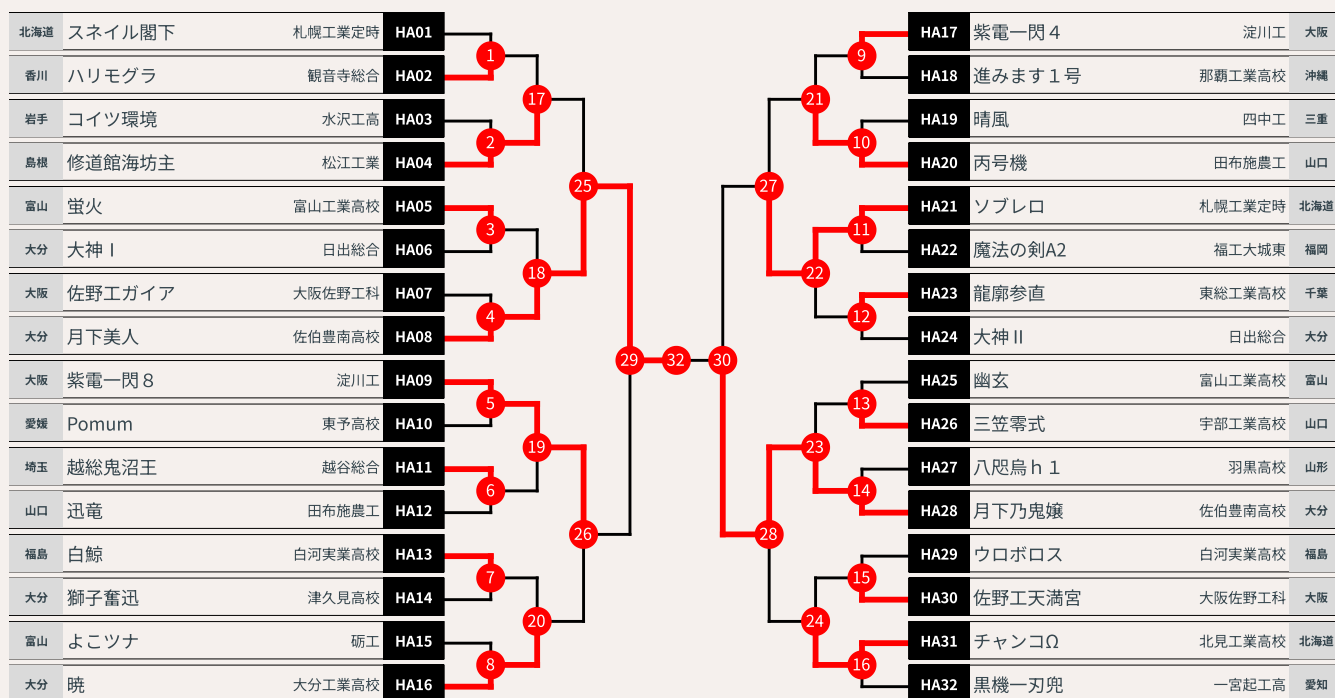 北海道 スネイル閣下 札幌工業定時 HA01
香川 ハリモグラ 観音寺総合 HA02
岩手 コイツ環境 水沢工高 HA03
島根 修道館海坊主 松江工業 HA04
富山 蛍火 富山工業高校 HA05
大分 大神Ⅰ 日出総合 HA06
大阪 佐野工ガイア 大阪佐野工科 HA07
大分 月下美人 佐伯豊南高校 HA08
大阪 紫電一閃８ 淀川工 HA09
愛媛 Pomum 東予高校 HA10
埼玉 越総鬼沼王 越谷総合 HA11
山口 迅竜 田布施農工 HA12
福島 白鯨 白河実業高校 HA13
大分 獅子奮迅 津久見高校 HA14
富山 よこツナ 砺工 HA15
大分 暁 大分工業高校 HA16
1
2
3
4
5
6
7
8
17
18
19
20
25
26
29
32
30
27
28
21
22
23
24
9
10
11
12
13
14
15
16
HA17 紫電一閃４ 淀川工 大阪
HA18 進みます１号 那覇工業高校 沖縄
HA19 晴風 四中工 三重
HA20 丙号機 田布施農工 山口
HA21 ソブレロ 札幌工業定時 北海道
HA22 魔法の剣A2 福工大城東 福岡
HA23 龍廓参直 東総工業高校 千葉
HA24 大神Ⅱ 日出総合 大分
HA25 幽玄 富山工業高校 富山
HA26 三笠零式 宇部工業高校 山口
HA27 八咫烏ｈ１ 羽黒高校 山形
HA28 月下乃鬼嬢 佐伯豊南高校 大分
HA29 ウロボロス 白河実業高校 福島
HA30 佐野工天満宮 大阪佐野工科 大阪
HA31 チャンコΩ 北見工業高校 北海道
HA32 黒機一刃兜 一宮起工高 愛知